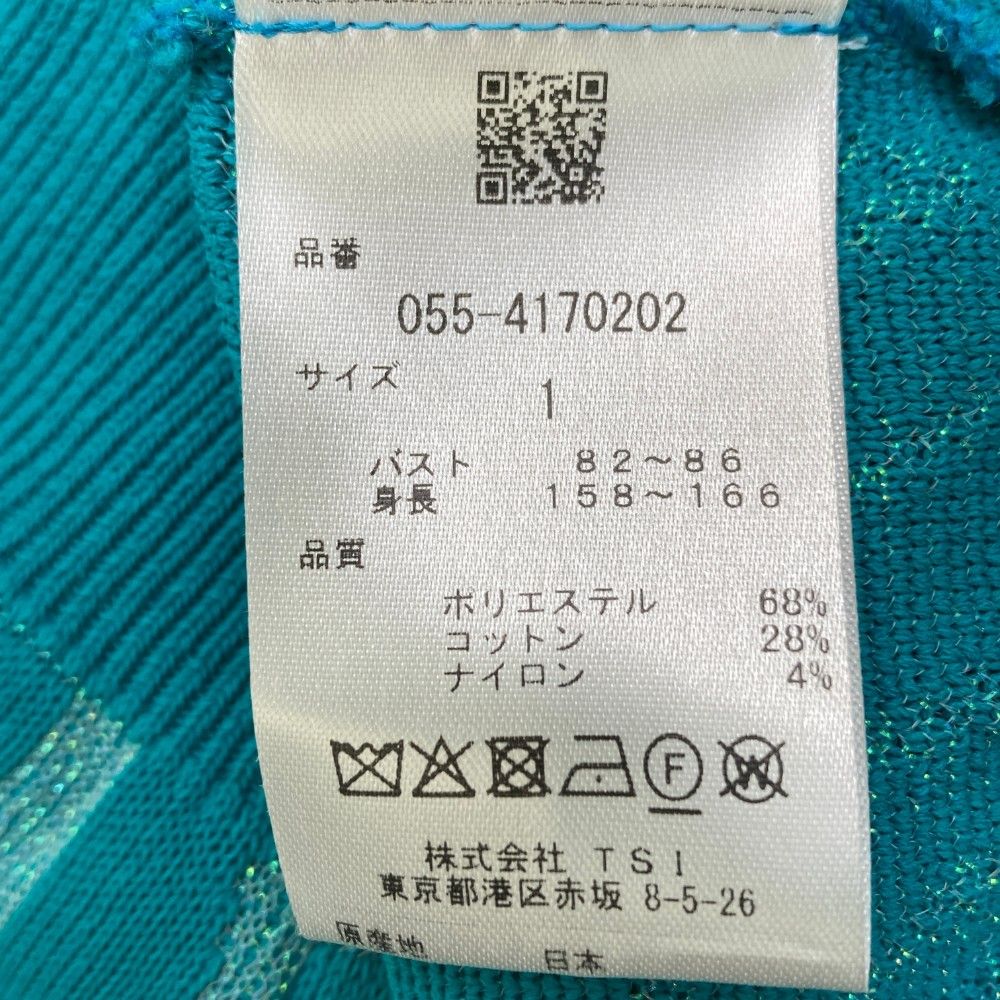 品番
055-4170202
サイズ
1
バスト 82～86
身長 158～166
品質
ポリエステル 68%
コットン 28%
ナイロン 4%
F
W
株式会社 TSI
東京都港区赤坂 8-5-26
原産地 日本